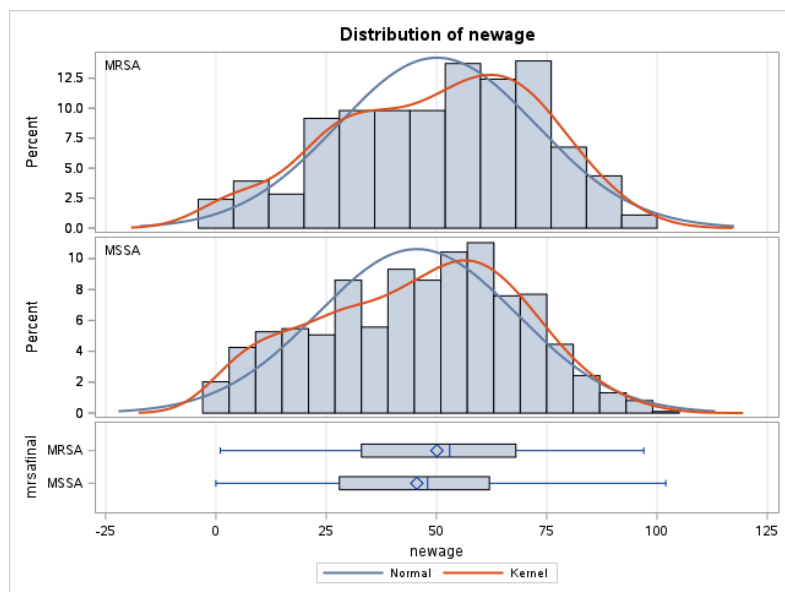 Distribution of newage
MRSA
Percent
12.5
10.0
7.5
5.0
2.5
0.0
MSSA
Percent
10
8
6
4
2
0
mrsafinal
MRSA
MSSA
-25 0 25 50 75 100 125
newage
Normal Kernel